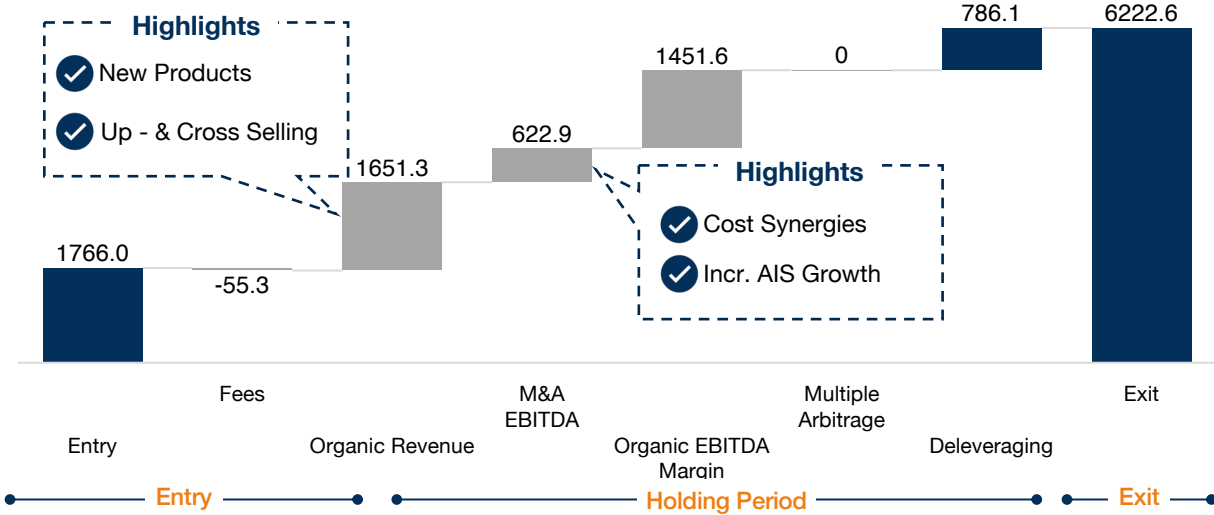 Highlights
New Products
Up - & Cross Selling
1766.0
-55.3
1651.3
622.9
1451.6
0
786.1
6222.6
Highlights
Cost Synergies
Incr. AIS Growth
Entry
Fees
Organic Revenue
M&A
EBITDA
Organic EBITDA
Margin
Multiple
Arbitrage
Deleveraging
Exit
Entry
Holding Period
Exit